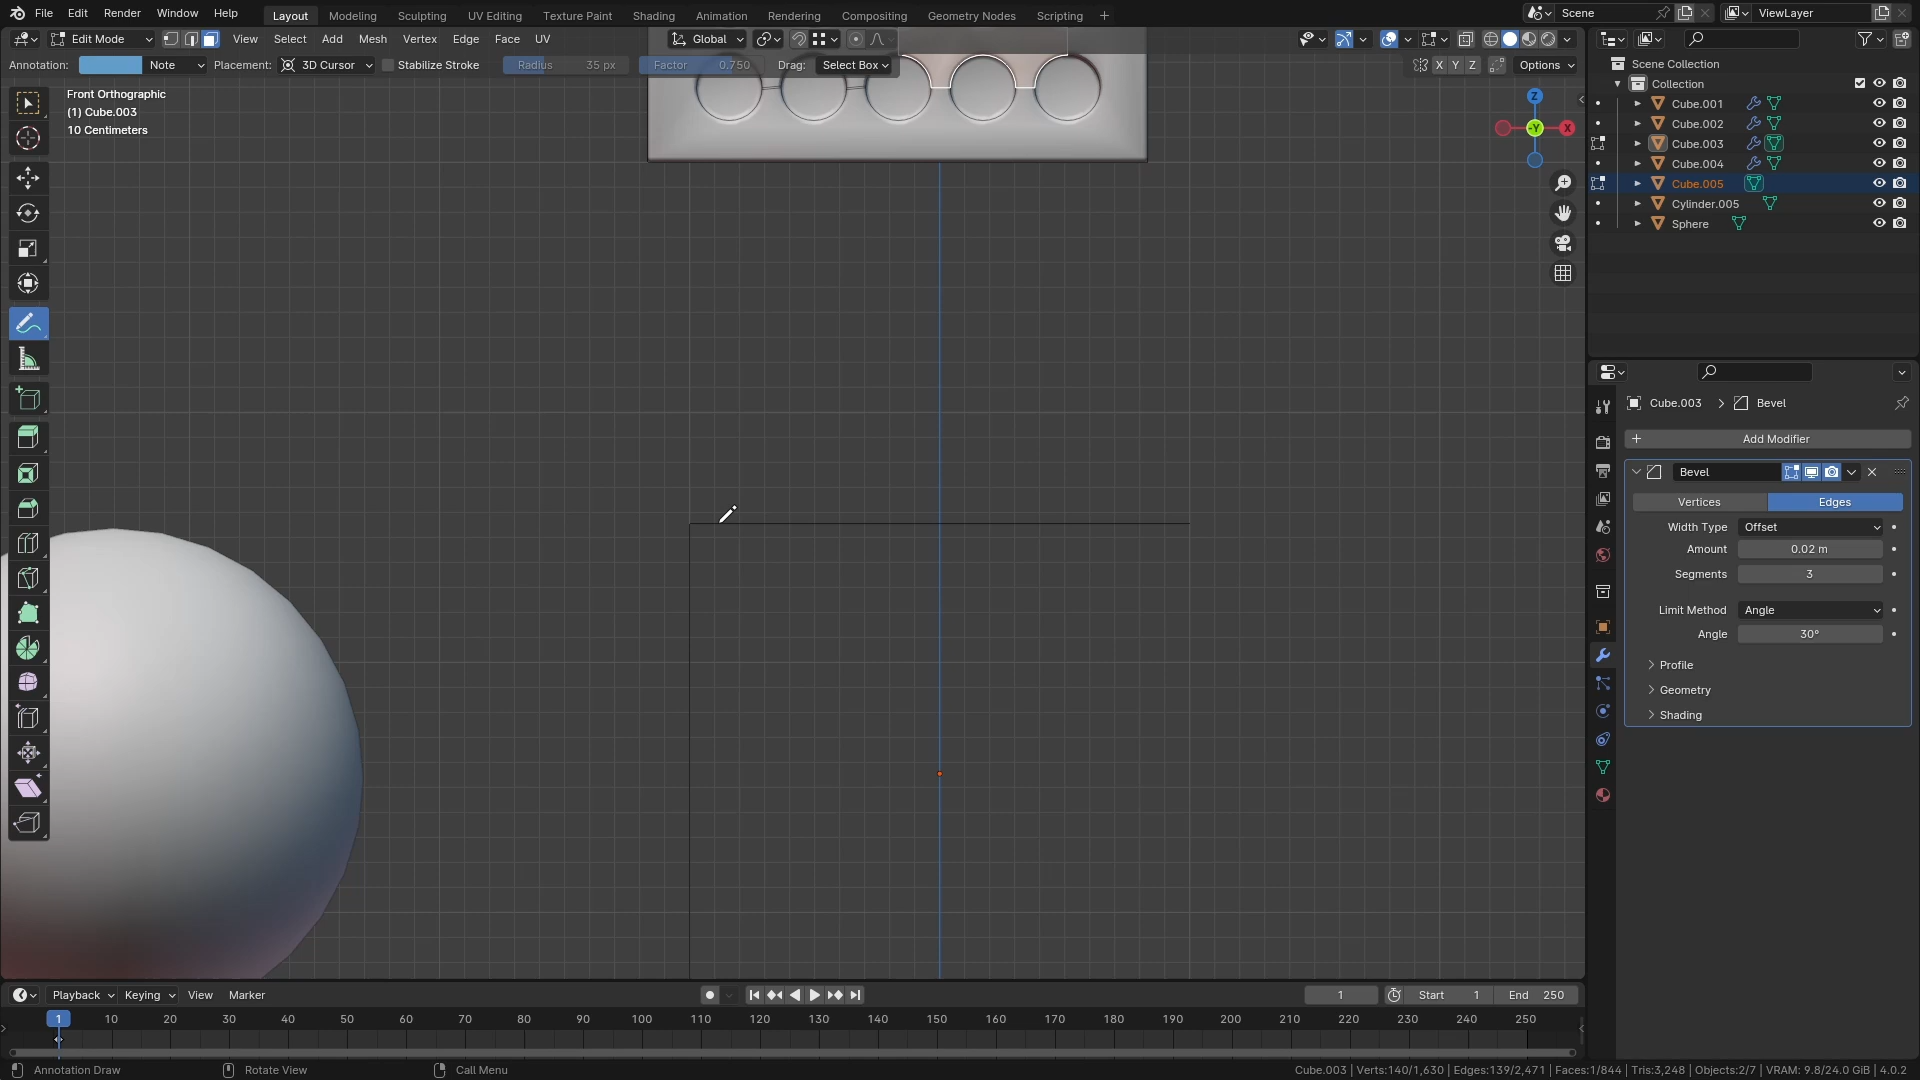 File Edit Render Window Help Layout Modeling Sculpting UV Editing Texture Paint Shading Animation Rendering Compositing Geometry Nodes Scripting + Scene ViewLayer
Edit Mode View Select Add Mesh Vertex Edge Face UV Global
Annotation: Note Placement: 3D Cursor Stabilize Stroke Radius 35 px Factor 0.750 Drag: Select Box X Y Z Options
Front Orthographic
(1) Cube.003
10 Centimeters
Z
-Y
X
Scene Collection
Collection
Cube.001
Cube.002
Cube.003
Cube.004
Cube.005
Cylinder.005
Sphere
Cube.003 > Bevel
+ Add Modifier
Bevel
Vertices Edges
Width Type Offset
Amount 0.02 m
Segments 3
Limit Method Angle
Angle 30°
Profile
Geometry
Shading
Playback Keying View Marker 1 Start 1 End 250
1 10 20 30 40 50 60 70 80 90 100 110 120 130 140 150 160 170 180 190 200 210 220 230 240 250
Annotation Draw Rotate View Call Menu Cube.003 | Verts:140/1,630 | Edges:139/2,471 | Faces:1/844 | Tris:3,248 | Objects:2/7 | VRAM: 9.8/24.0 GiB | 4.0.2